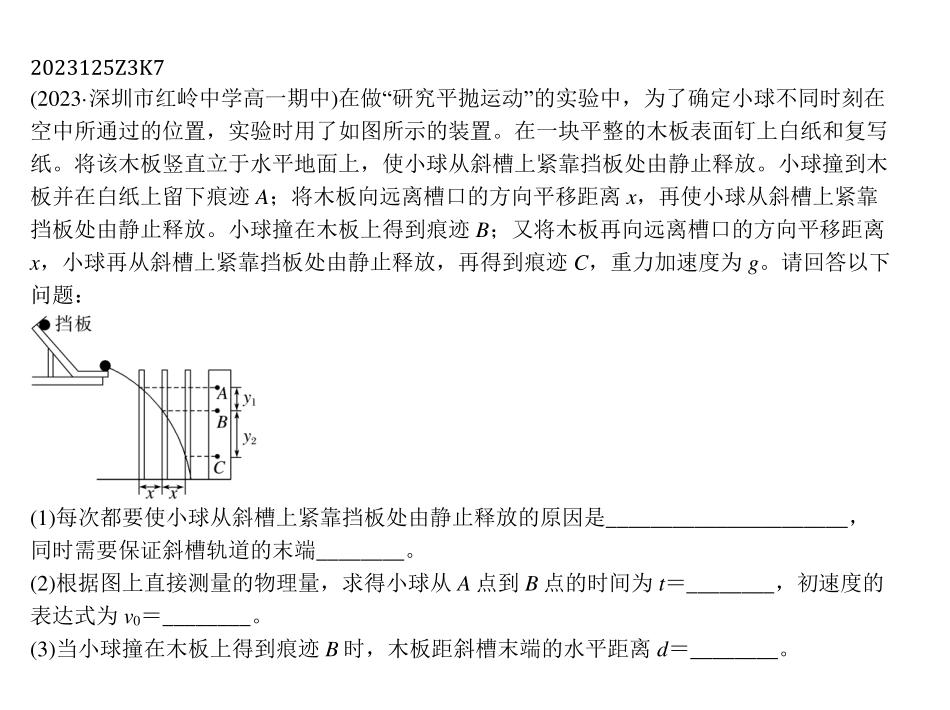 2023125Z3K7
(2023·深圳市红岭中学高一期中)在做“研究平抛运动”的实验中，为了确定小球不同时刻在
空中所通过的位置，实验时用了如图所示的装置。在一块平整的木板表面钉上白纸和复写
纸。将该木板竖直立于水平地面上，使小球从斜槽上紧靠挡板处由静止释放。小球撞到木
板并在白纸上留下痕迹 A；将木板向远离槽口的方向平移距离 x，再使小球从斜槽上紧靠
挡板处由静止释放。小球撞在木板上得到痕迹 B；又将木板再向远离槽口的方向平移距离
x，小球再从斜槽上紧靠挡板处由静止释放，再得到痕迹 C，重力加速度为 g。请回答以下
问题：
挡板
A
y₁
B
y₂
C
x x
(1)每次都要使小球从斜槽上紧靠挡板处由静止释放的原因是______________________，
同时需要保证斜槽轨道的末端________。
(2)根据图上直接测量的物理量，求得小球从 A 点到 B 点的时间为 t＝________，初速度的
表达式为 v₀＝________。
(3)当小球撞在木板上得到痕迹 B 时，木板距斜槽末端的水平距离 d＝________。